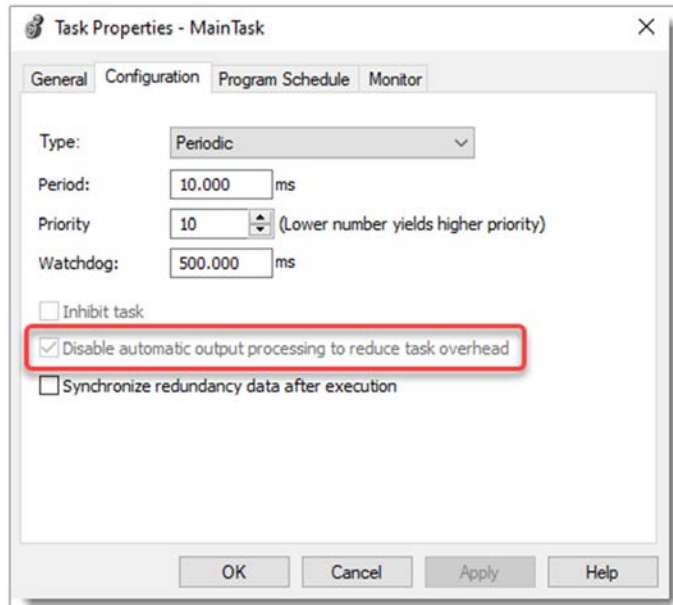 Task Properties - MainTask
General Configuration Program Schedule Monitor
Type: Periodic
Period: 10.000 ms
Priority 10 (Lower number yields higher priority)
Watchdog: 500.000 ms
Inhibit task
Disable automatic output processing to reduce task overhead
Synchronize redundancy data after execution
OK Cancel Apply Help